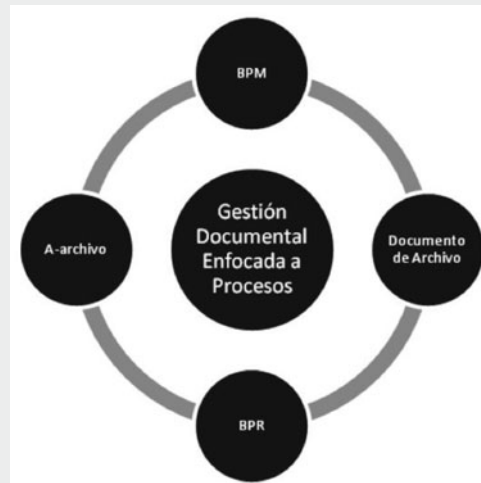 BPM
A-archivo
Gestión
Documental
Enfocada a
Procesos
Documento
de Archivo
BPR